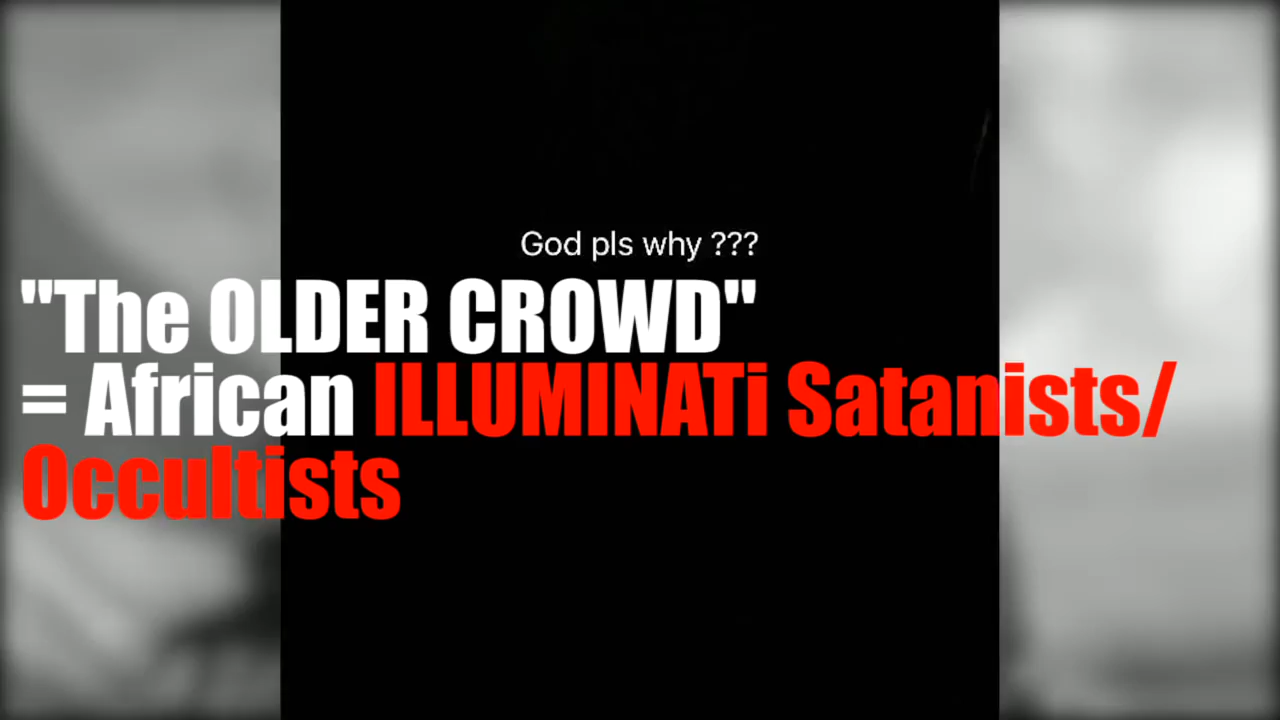 God pls why ???
"The OLDER CROWD"
= African ILLUMINATi Satanists/
Occultists